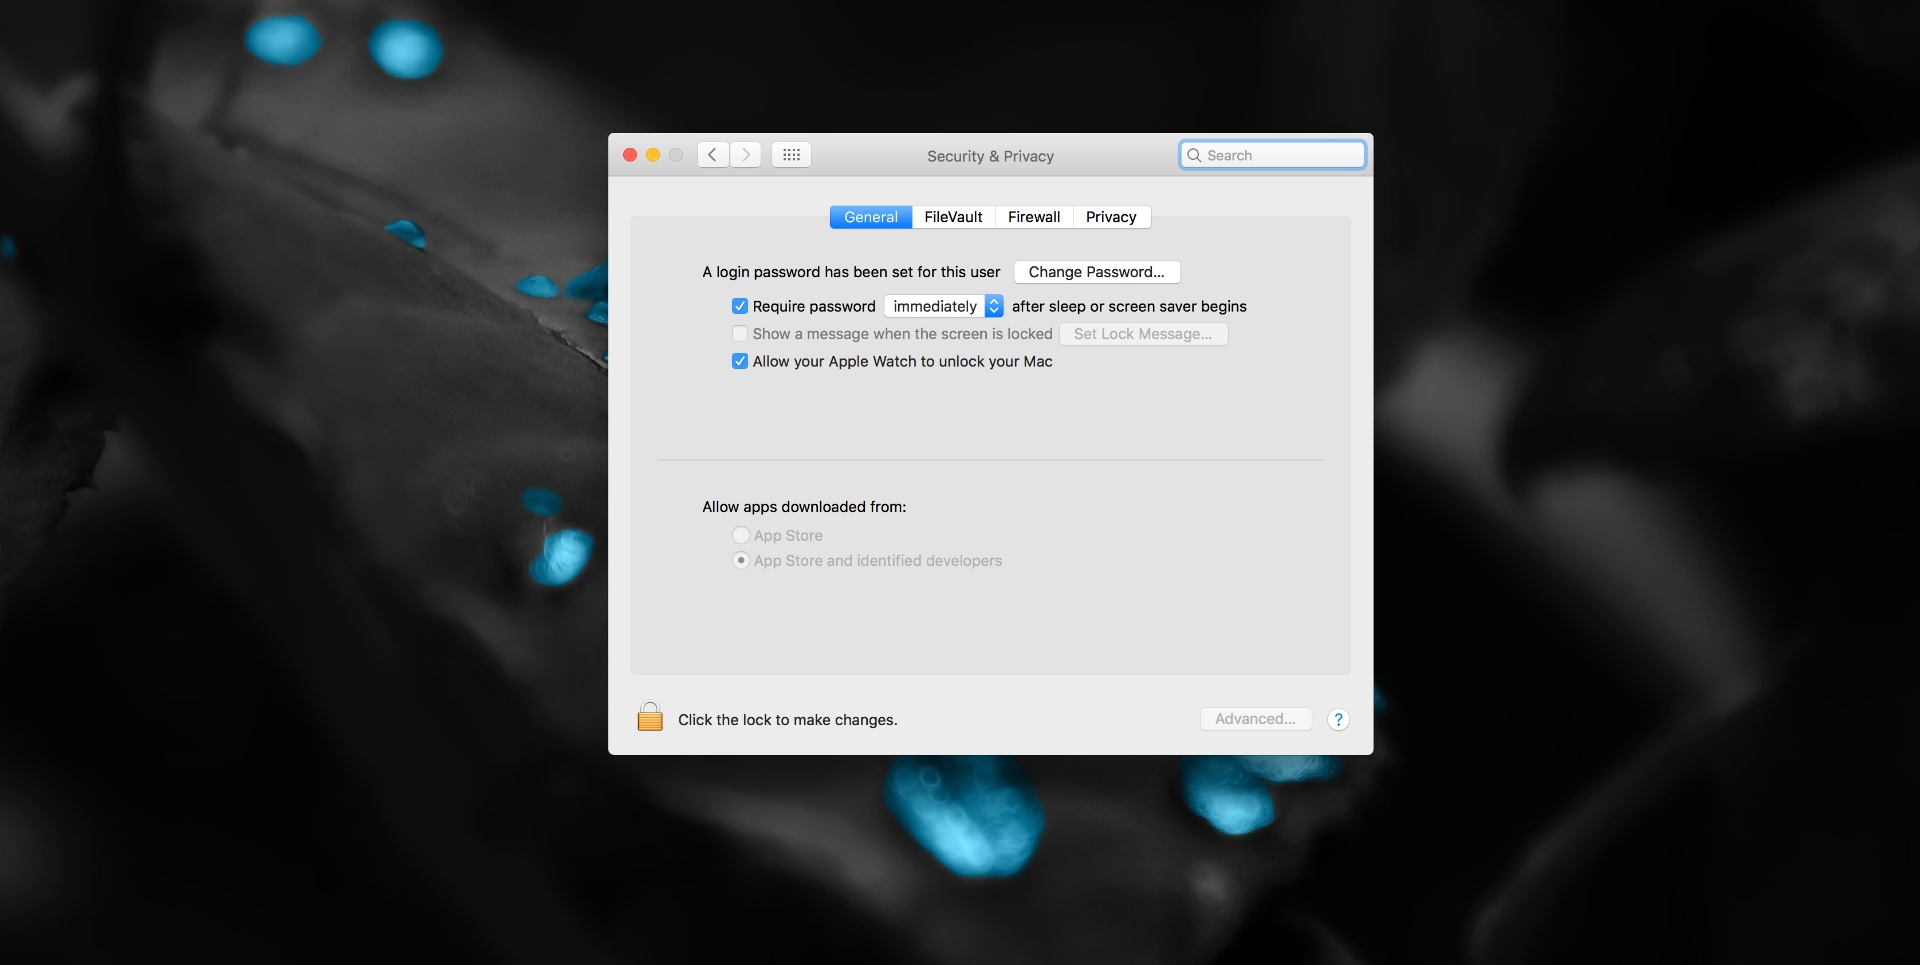 Security & Privacy
Search
General FileVault Firewall Privacy
A login password has been set for this user Change Password...
Require password immediately after sleep or screen saver begins
Show a message when the screen is locked Set Lock Message...
Allow your Apple Watch to unlock your Mac
Allow apps downloaded from:
App Store
App Store and identified developers
Click the lock to make changes. Advanced... ?